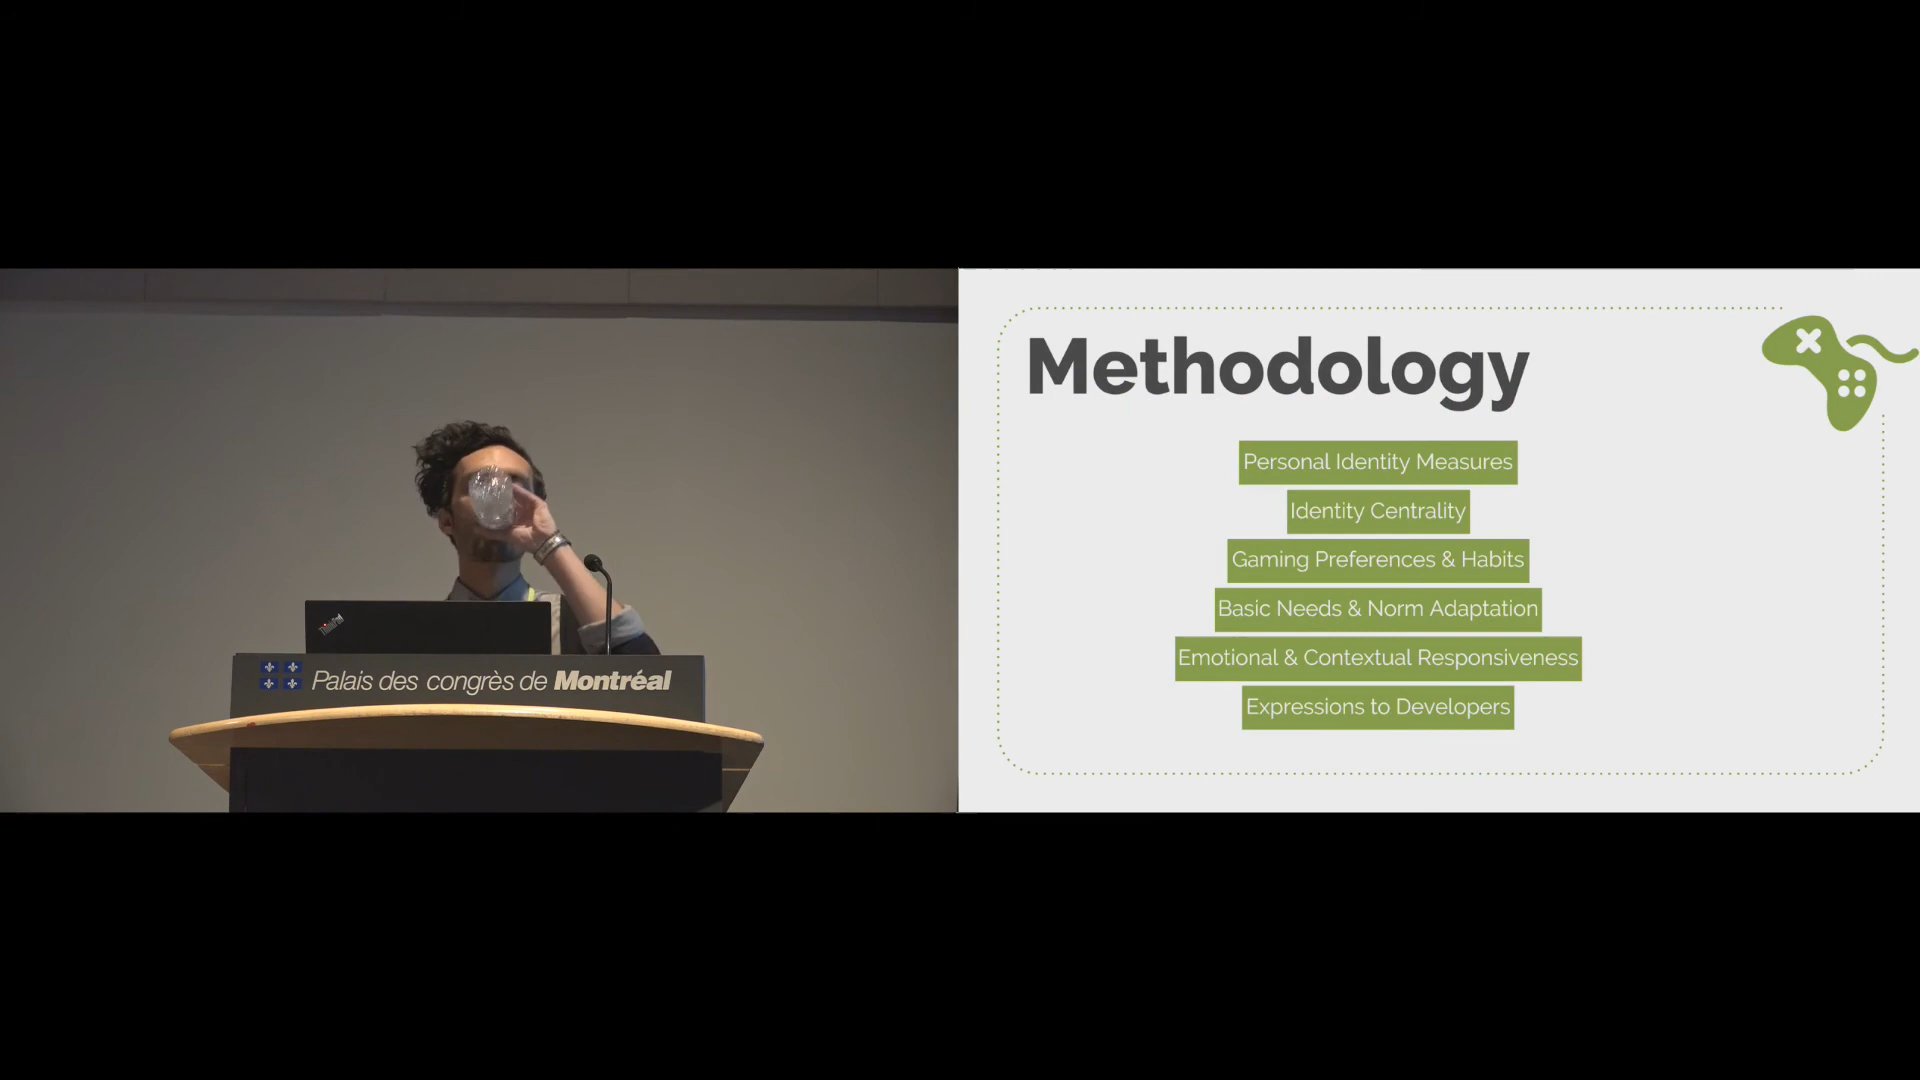 ThinkPad
Palais des congrès de Montréal
Methodology
Personal Identity Measures
Identity Centrality
Gaming Preferences & Habits
Basic Needs & Norm Adaptation
Emotional & Contextual Responsiveness
Expressions to Developers